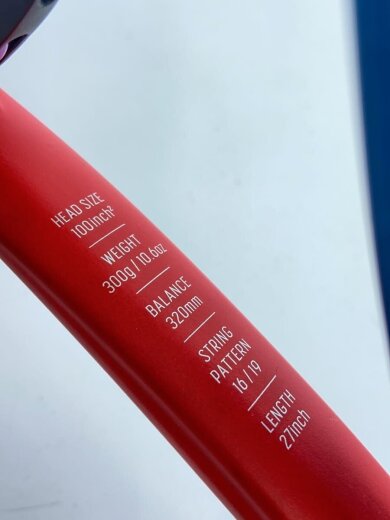 HEAD SIZE
100inch²
WEIGHT
300g / 10.6oz
BALANCE
320mm
STRING
PATTERN
16 / 19
LENGTH
27inch